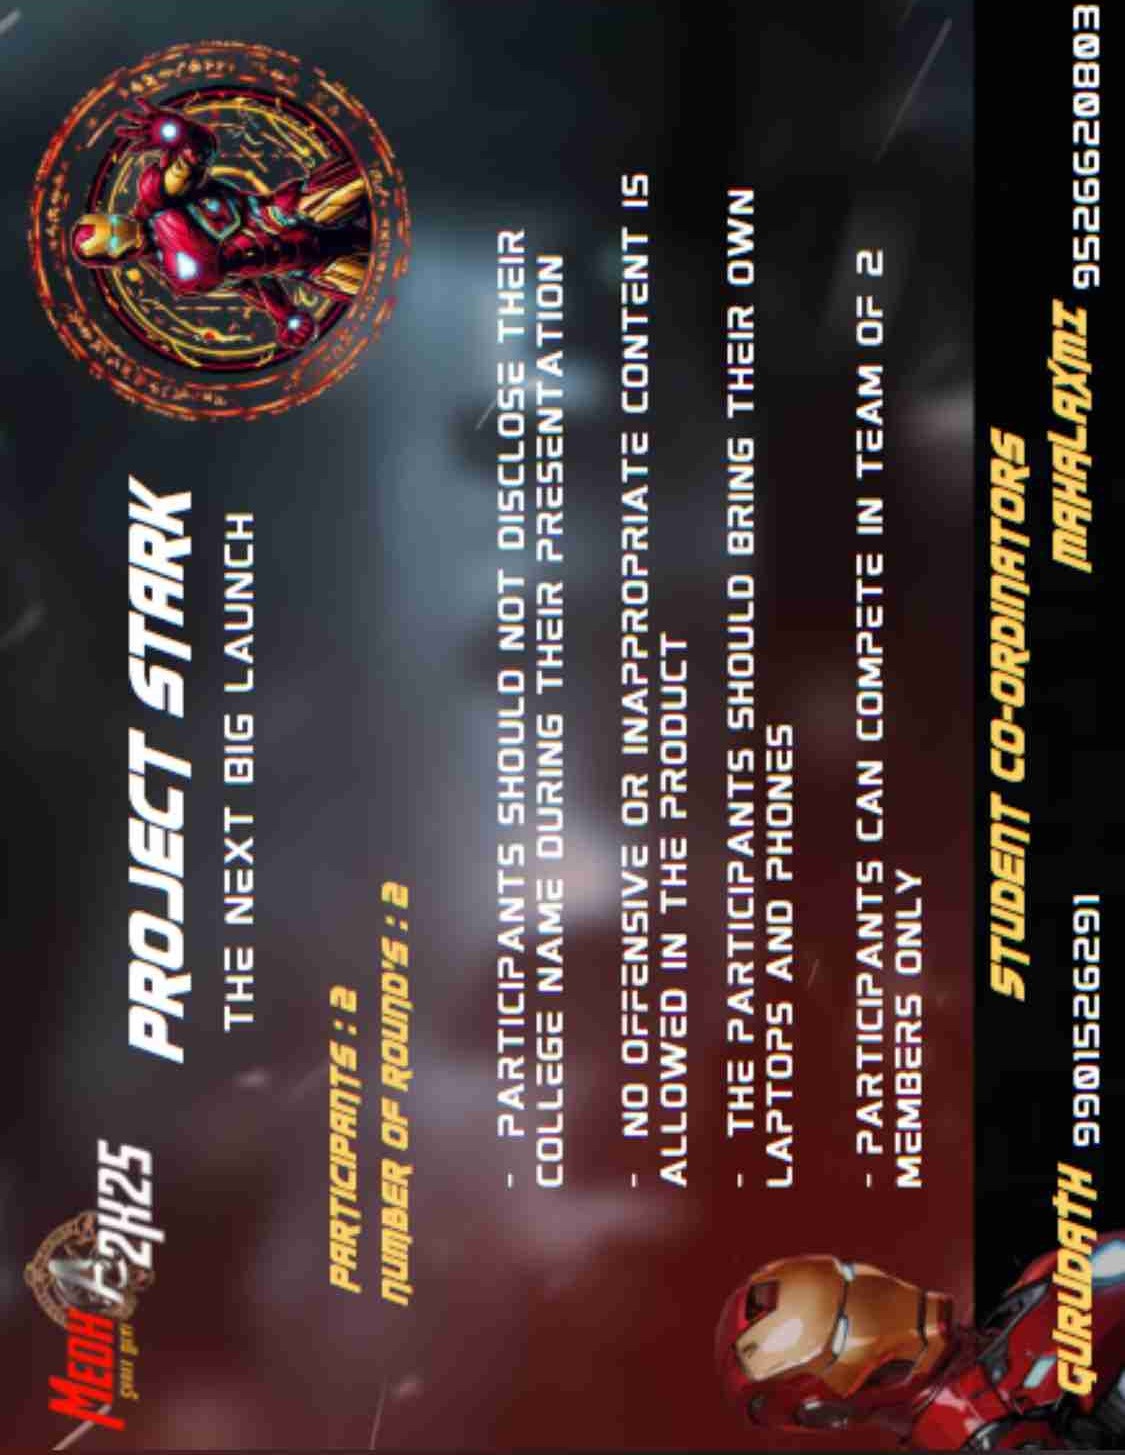 MEDHA2K25
PROJECT STARK
THE NEXT BIG LAUNCH
PARTICIPANTS : 2
NUMBER OF ROUND'S : 2
- PARTICIPANTS SHOULD NOT DISCLOSE THEIR
COLLEGE NAME DURING THEIR PRESENTATION
- NO OFFENSIVE OR INAPPROPRIATE CONTENT IS
ALLOWED IN THE PRODUCT
- THE PARTICIPANTS SHOULD BRING THEIR OWN
LAPTOPS AND PHONES
- PARTICIPANTS CAN COMPETE IN TEAM OF 2
MEMBERS ONLY
STUDENT CO-ORDINATORS
GURUDATH 9901526291
MAHALAXMI 9526620803